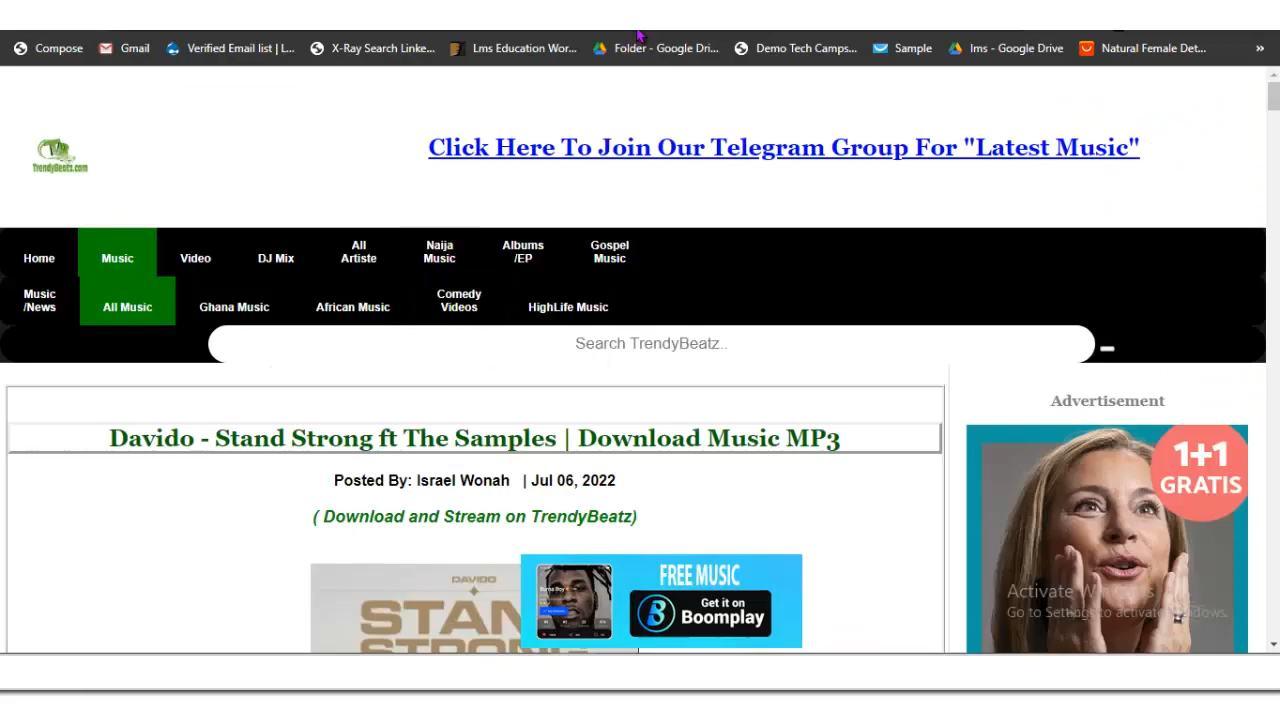 Compose Gmail Verified Email list | L... X-Ray Search Linke... Lms Education Wor... Folder - Google Dri... Demo Tech Camps... Sample lms - Google Drive Natural Female Det... »
TrendyBeatz.com
Click Here To Join Our Telegram Group For "Latest Music"
Home Music Video DJ Mix All Artiste Naija Music Albums /EP Gospel Music
Music /News All Music Ghana Music African Music Comedy Videos HighLife Music
Search TrendyBeatz..
Advertisement
Davido - Stand Strong ft The Samples | Download Music MP3
Posted By: Israel Wonah | Jul 06, 2022
( Download and Stream on TrendyBeatz)
DAVIDO
STAN
STRONG
FREE MUSIC
Get it on
Boomplay
1+1
GRATIS
Activate Windows
Go to Settings to activate Windows.